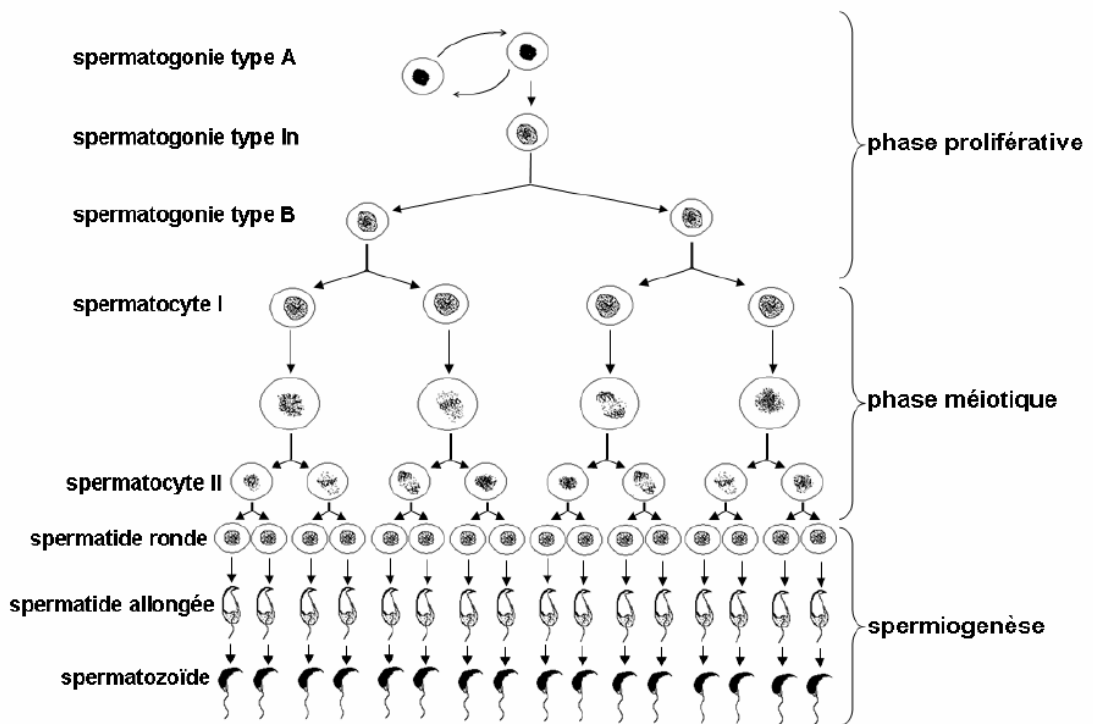 spermatogonie type A
spermatogonie type In
phase proliférative
spermatogonie type B
spermatocyte I
phase méiotique
spermatocyte II
spermatide ronde
spermatide allongée
spermiogenèse
spermatozoïde